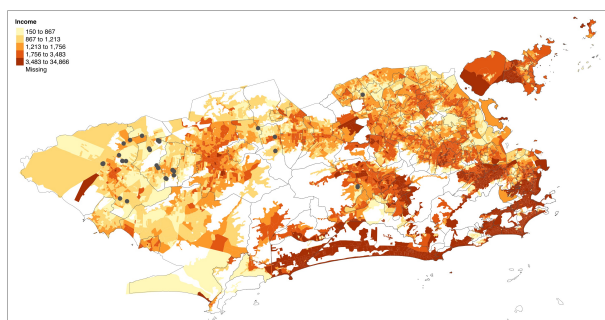 Income
150 to 867
867 to 1,213
1,213 to 1,756
1,756 to 3,483
3,483 to 34,866
Missing